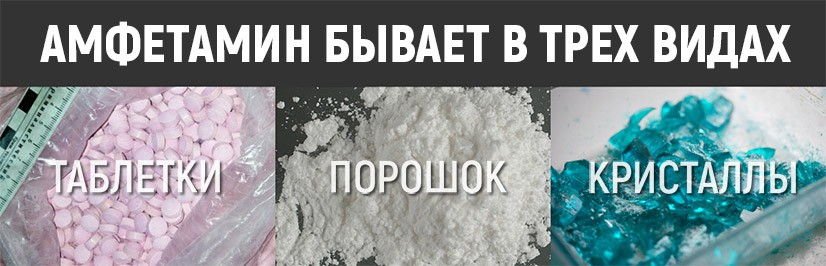 АМФЕТАМИН БЫВАЕТ В ТРЕХ ВИДАХ
ТАБЛЕТКИ
ПОРОШОК
КРИСТАЛЛЫ